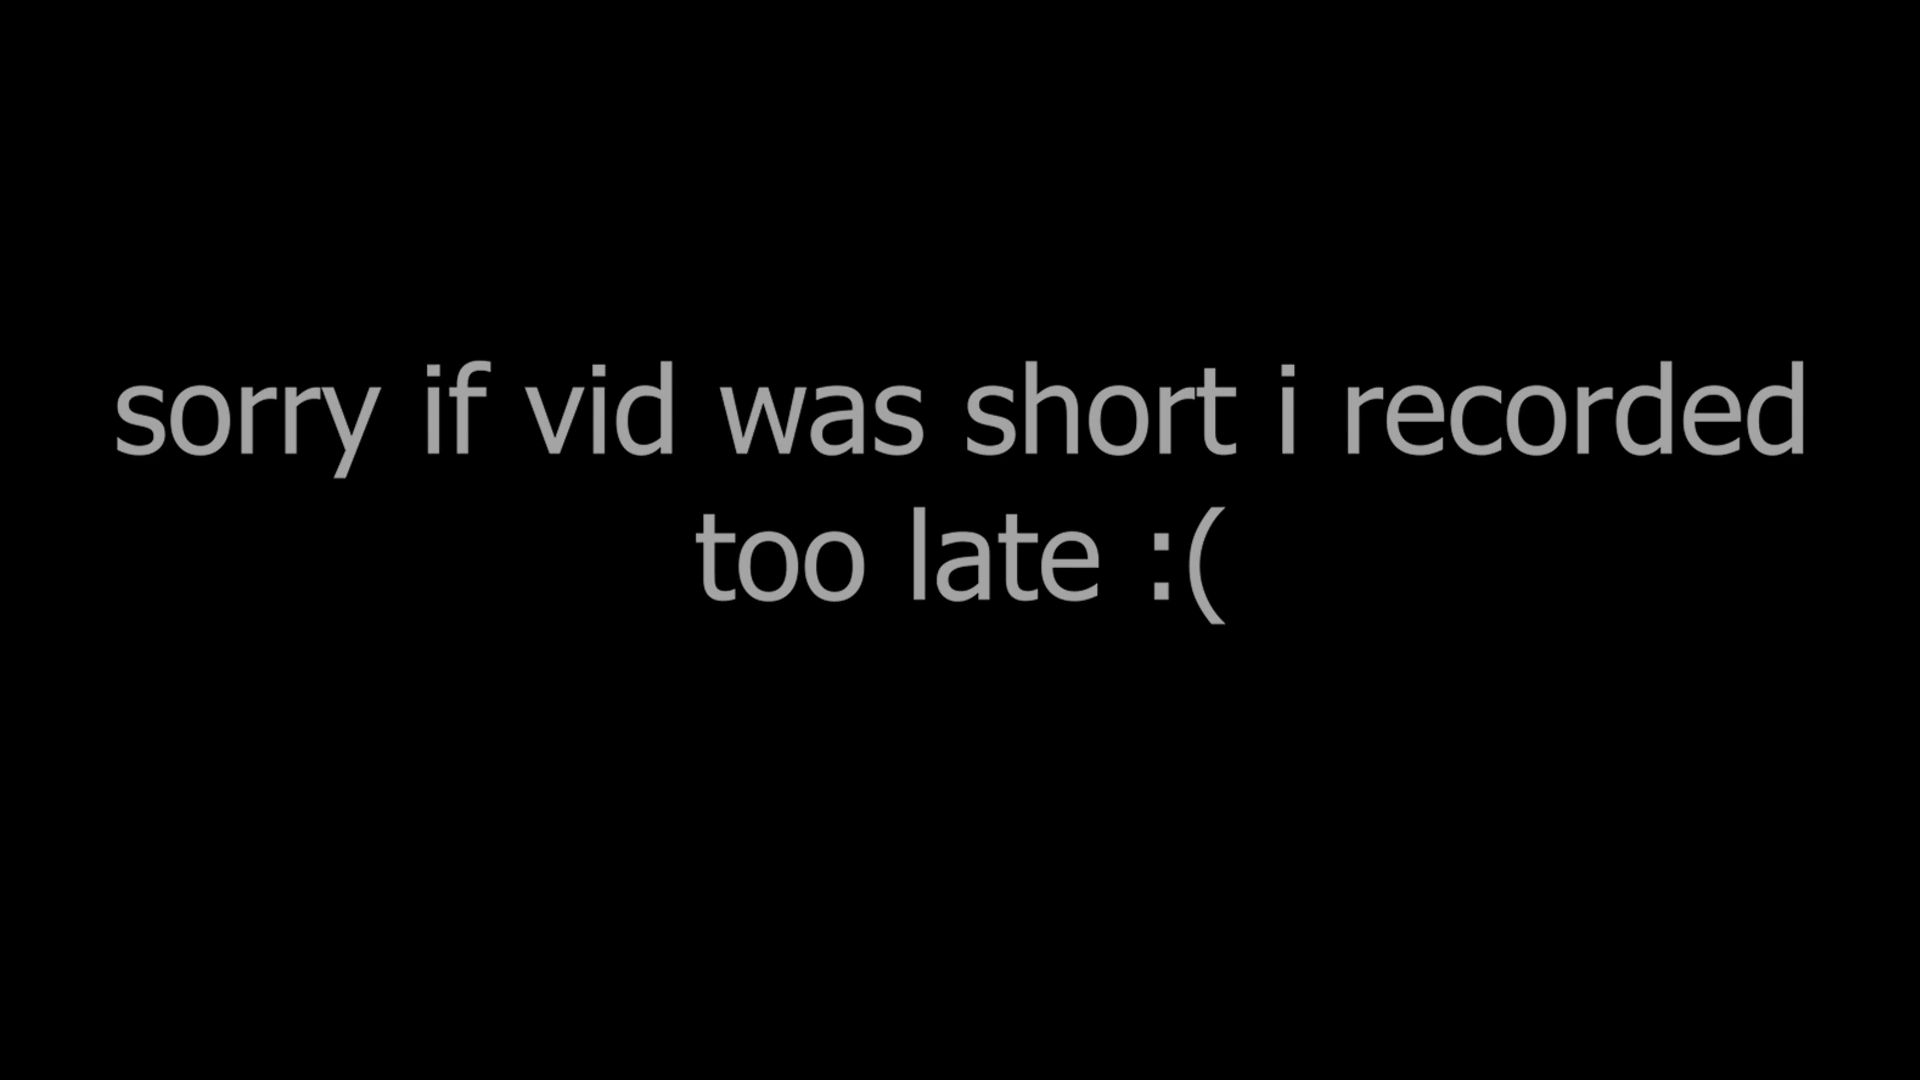 sorry if vid was short i recorded
too late :(